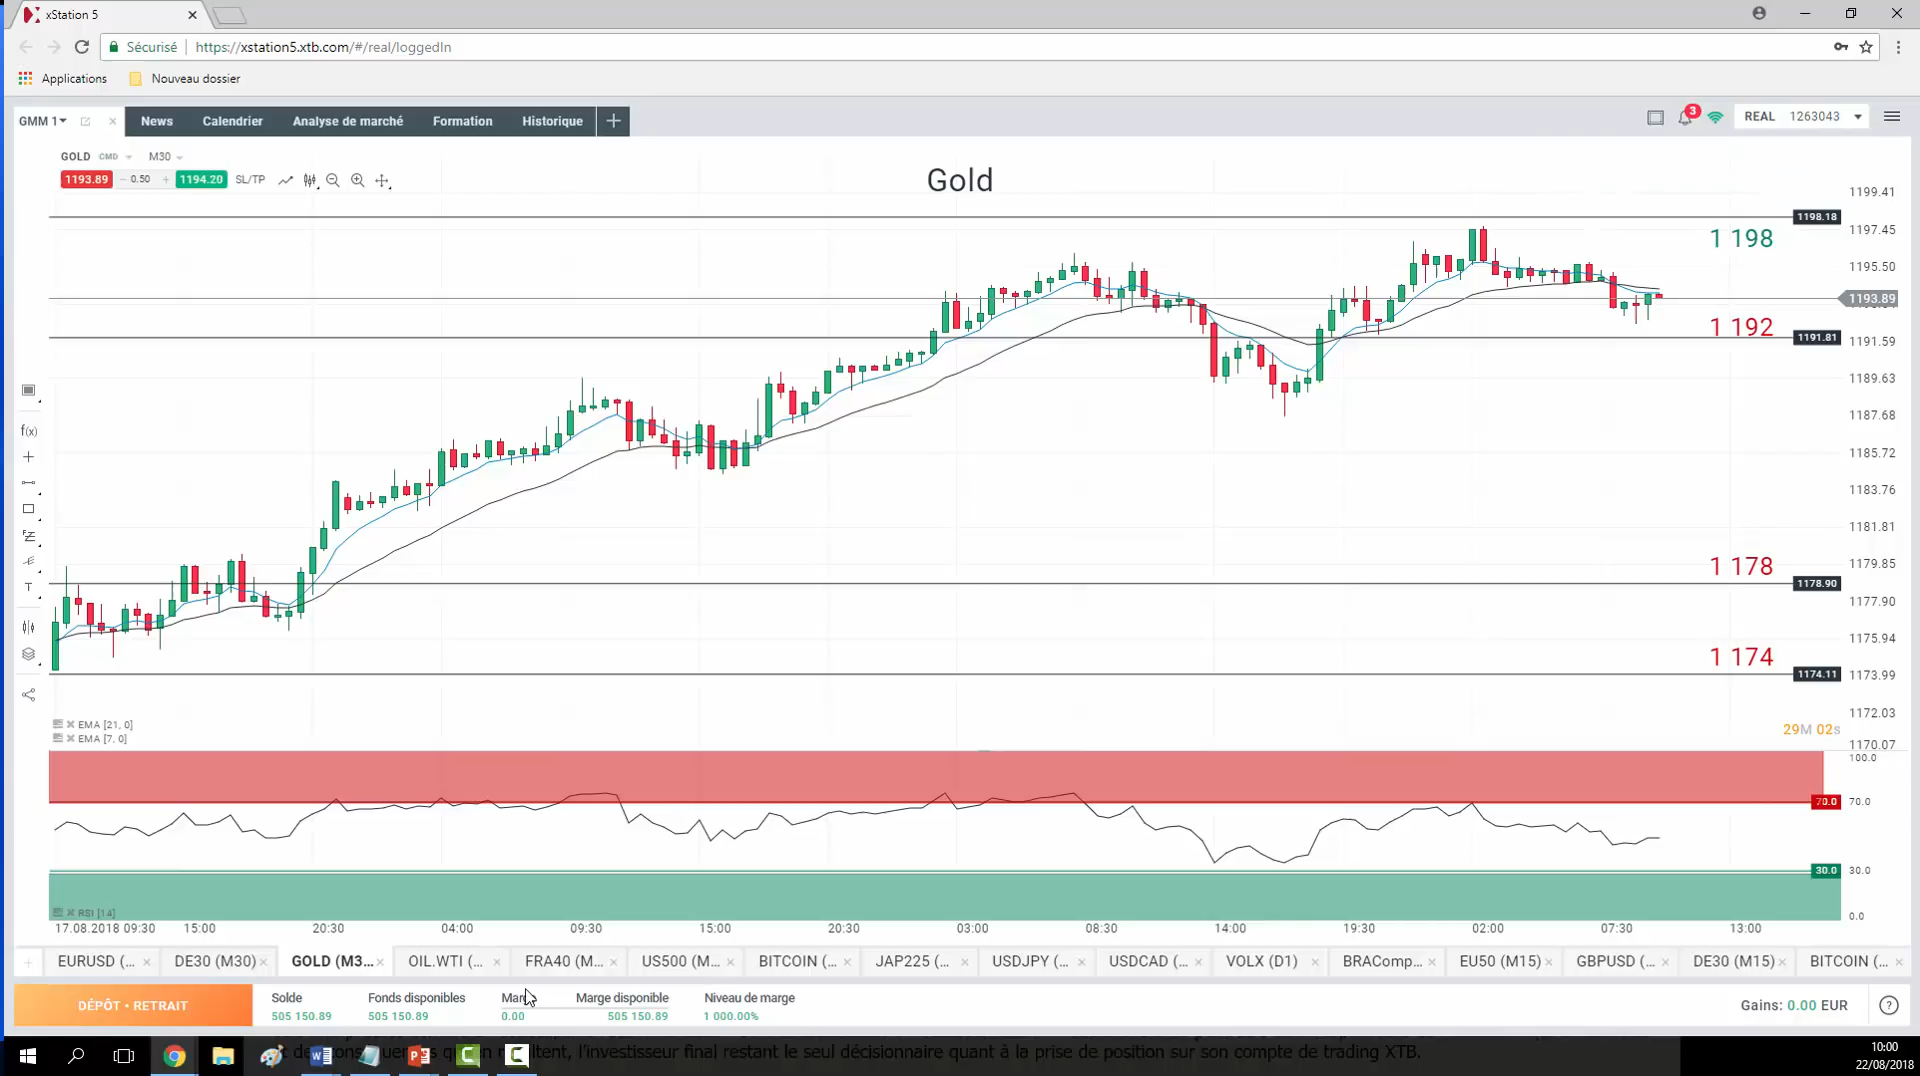 xStation 5
Sécurisé https://xstation5.xtb.com/#/real/loggedIn
Applications Nouveau dossier
GMM 1 News Calendrier Analyse de marché Formation Historique 3 REAL 1263043
GOLD CMD M30
1193.89 0.50 1194.20 SL/TP
Gold
1199.41
1198.18
1 198
1197.45
1195.50
1193.89
1 192
1191.81
1191.59
1189.63
1187.68
1185.72
1183.76
1181.81
1 178
1179.85
1178.90
1177.90
1175.94
1 174
1174.11
1173.99
1172.03
EMA [21, 0]
EMA [7, 0]
29M 02s
1170.07
100.0
70.0 70.0
30.0 30.0
RSI [14]
0.0
17.08.2018 09:30 15:00 20:30 04:00 09:30 15:00 20:30 03:00 08:30 14:00 19:30 02:00 07:30 13:00
EURUSD (... DE30 (M30) GOLD (M3... OIL.WTI (... FRA40 (M... US500 (M... BITCOIN (... JAP225 (... USDJPY (... USDCAD (... VOLX (D1) BRAComp... EU50 (M15) GBPUSD (... DE30 (M15) BITCOIN (...
DÉPÔT • RETRAIT
Solde Fonds disponibles Marge disponible Niveau de marge
505 150.89 505 150.89 0.00 505 150.89 1 000.00%
Gains: 0.00 EUR
l'investisseur final restant le seul décisionnaire quant à la prise de position sur son compte de trading XTB.
10:00
22/08/2018